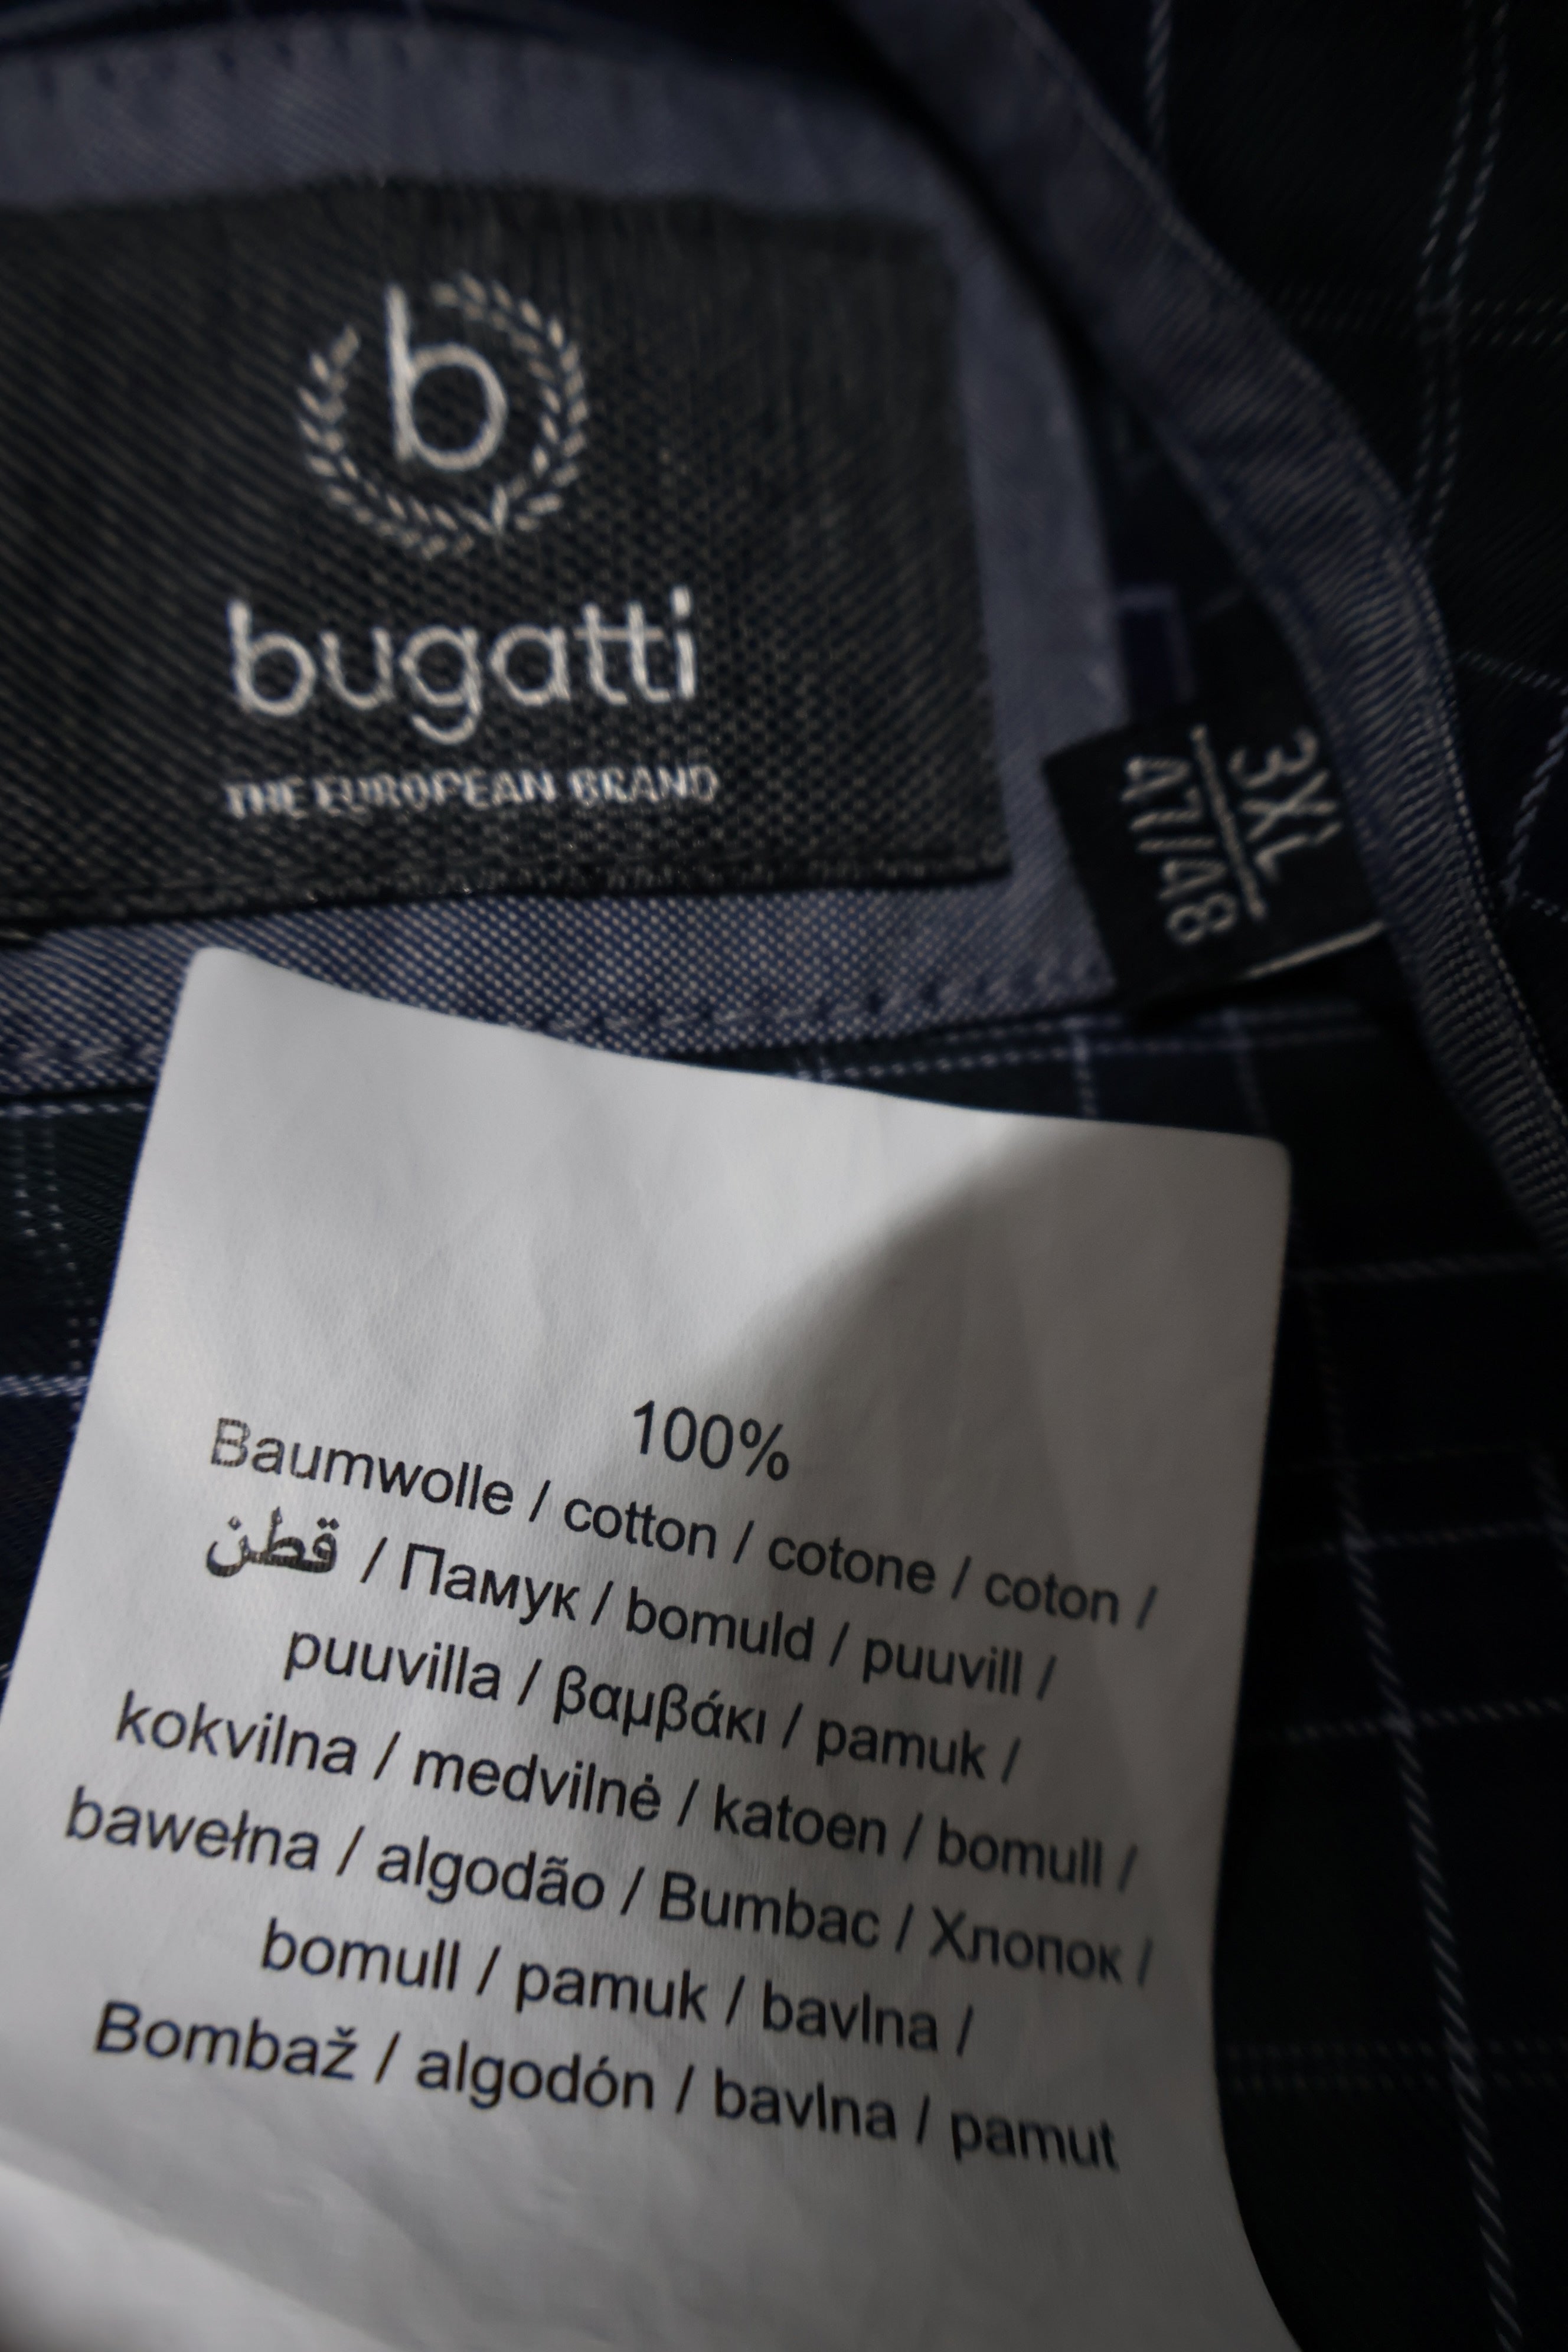 b
bugatti
THE EUROPEAN BRAND
3XL
47/48
100%
Baumwolle / cotton / cotone / coton /
قطن / Памук / bomuld / puuvill /
puuvilla / βαμβάκι / pamuk /
kokvilna / medvilnė / katoen / bomull /
bawełna / algodão / Bumbac / Хлопок /
bomull / pamuk / bavlna /
Bombaž / algodón / bavlna / pamut